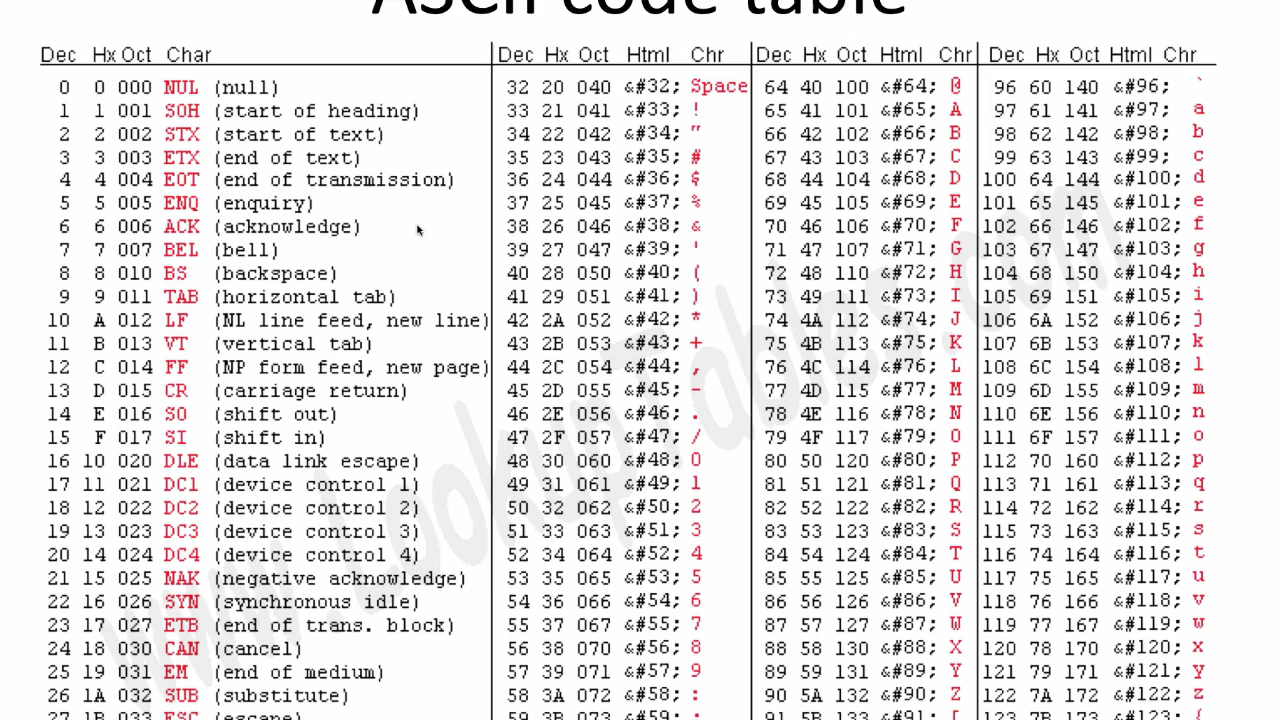 ASCII code table
Dec Hx Oct Char Dec Hx Oct Html Chr Dec Hx Oct Html Chr Dec Hx Oct Html Chr
0 0 000 NUL (null) 32 20 040 &#32; Space 64 40 100 &#64; @ 96 60 140 &#96; `
1 1 001 SOH (start of heading) 33 21 041 &#33; ! 65 41 101 &#65; A 97 61 141 &#97; a
2 2 002 STX (start of text) 34 22 042 &#34; " 66 42 102 &#66; B 98 62 142 &#98; b
3 3 003 ETX (end of text) 35 23 043 &#35; # 67 43 103 &#67; C 99 63 143 &#99; c
4 4 004 EOT (end of transmission) 36 24 044 &#36; $ 68 44 104 &#68; D 100 64 144 &#100; d
5 5 005 ENQ (enquiry) 37 25 045 &#37; % 69 45 105 &#69; E 101 65 145 &#101; e
6 6 006 ACK (acknowledge) 38 26 046 &#38; & 70 46 106 &#70; F 102 66 146 &#102; f
7 7 007 BEL (bell) 39 27 047 &#39; ' 71 47 107 &#71; G 103 67 147 &#103; g
8 8 010 BS (backspace) 40 28 050 &#40; ( 72 48 110 &#72; H 104 68 150 &#104; h
9 9 011 TAB (horizontal tab) 41 29 051 &#41; ) 73 49 111 &#73; I 105 69 151 &#105; i
10 A 012 LF (NL line feed, new line) 42 2A 052 &#42; * 74 4A 112 &#74; J 106 6A 152 &#106; j
11 B 013 VT (vertical tab) 43 2B 053 &#43; + 75 4B 113 &#75; K 107 6B 153 &#107; k
12 C 014 FF (NP form feed, new page) 44 2C 054 &#44; , 76 4C 114 &#76; L 108 6C 154 &#108; l
13 D 015 CR (carriage return) 45 2D 055 &#45; - 77 4D 115 &#77; M 109 6D 155 &#109; m
14 E 016 SO (shift out) 46 2E 056 &#46; . 78 4E 116 &#78; N 110 6E 156 &#110; n
15 F 017 SI (shift in) 47 2F 057 &#47; / 79 4F 117 &#79; O 111 6F 157 &#111; o
16 10 020 DLE (data link escape) 48 30 060 &#48; 0 80 50 120 &#80; P 112 70 160 &#112; p
17 11 021 DC1 (device control 1) 49 31 061 &#49; 1 81 51 121 &#81; Q 113 71 161 &#113; q
18 12 022 DC2 (device control 2) 50 32 062 &#50; 2 82 52 122 &#82; R 114 72 162 &#114; r
19 13 023 DC3 (device control 3) 51 33 063 &#51; 3 83 53 123 &#83; S 115 73 163 &#115; s
20 14 024 DC4 (device control 4) 52 34 064 &#52; 4 84 54 124 &#84; T 116 74 164 &#116; t
21 15 025 NAK (negative acknowledge) 53 35 065 &#53; 5 85 55 125 &#85; U 117 75 165 &#117; u
22 16 026 SYN (synchronous idle) 54 36 066 &#54; 6 86 56 126 &#86; V 118 76 166 &#118; v
23 17 027 ETB (end of trans. block) 55 37 067 &#55; 7 87 57 127 &#87; W 119 77 167 &#119; w
24 18 030 CAN (cancel) 56 38 070 &#56; 8 88 58 130 &#88; X 120 78 170 &#120; x
25 19 031 EM (end of medium) 57 39 071 &#57; 9 89 59 131 &#89; Y 121 79 171 &#121; y
26 1A 032 SUB (substitute) 58 3A 072 &#58; : 90 5A 132 &#90; Z 122 7A 172 &#122; z
27 1B 033 ESC (escape) 59 3B 073 &#59; ; 91 5B 133 &#91; [ 123 7B 173 &#123; {
www.LookupTables.com